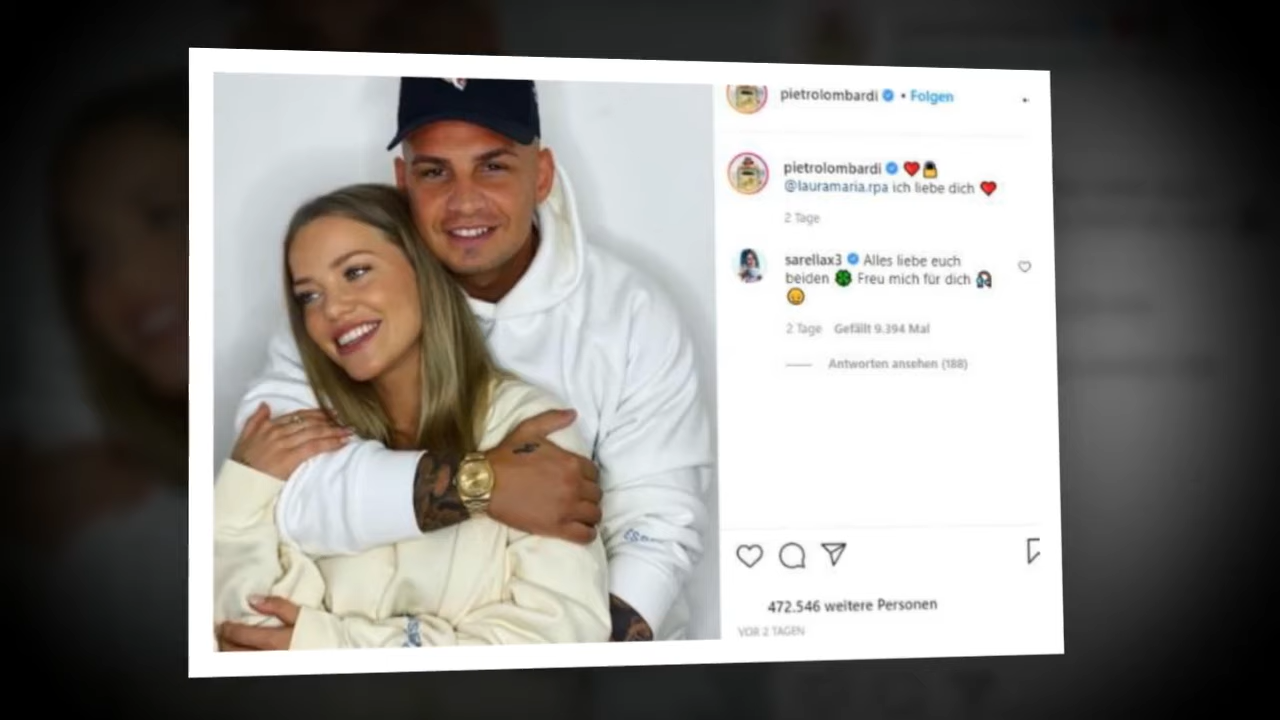 pietrolombardi • Folgen
pietrolombardi ❤️🔒
@lauramaria.rpa ich liebe dich ❤️
2 Tage
sarellax3 Alles liebe euch
beiden 🍀 Freu mich für dich
2 Tage Gefällt 9.394 Mal
Antworten ansehen (188)
472.546 weitere Personen
VOR 2 TAGEN